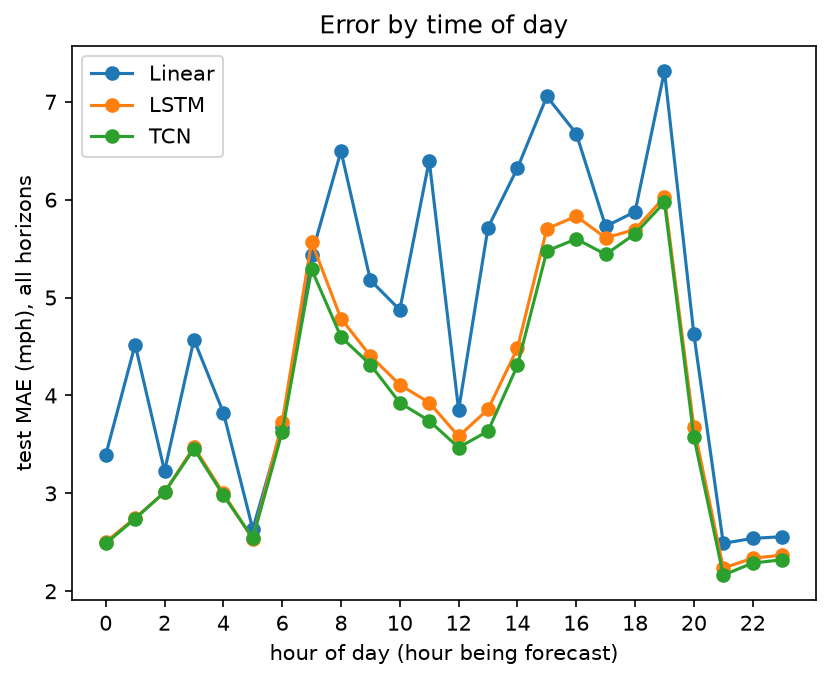 Error by time of day
Linear
LSTM
TCN
test MAE (mph), all horizons
7
6
5
4
3
2
0 2 4 6 8 10 12 14 16 18 20 22
hour of day (hour being forecast)